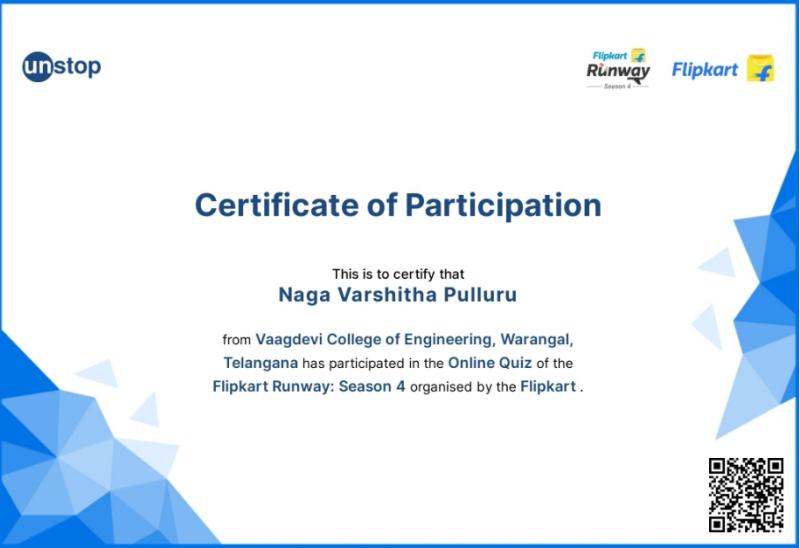 unstop
Flipkart
Runway
Season 4
Flipkart
Certificate of Participation
This is to certify that
Naga Varshitha Pulluru
from Vaagdevi College of Engineering, Warangal,
Telangana has participated in the Online Quiz of the
Flipkart Runway: Season 4 organised by the Flipkart .